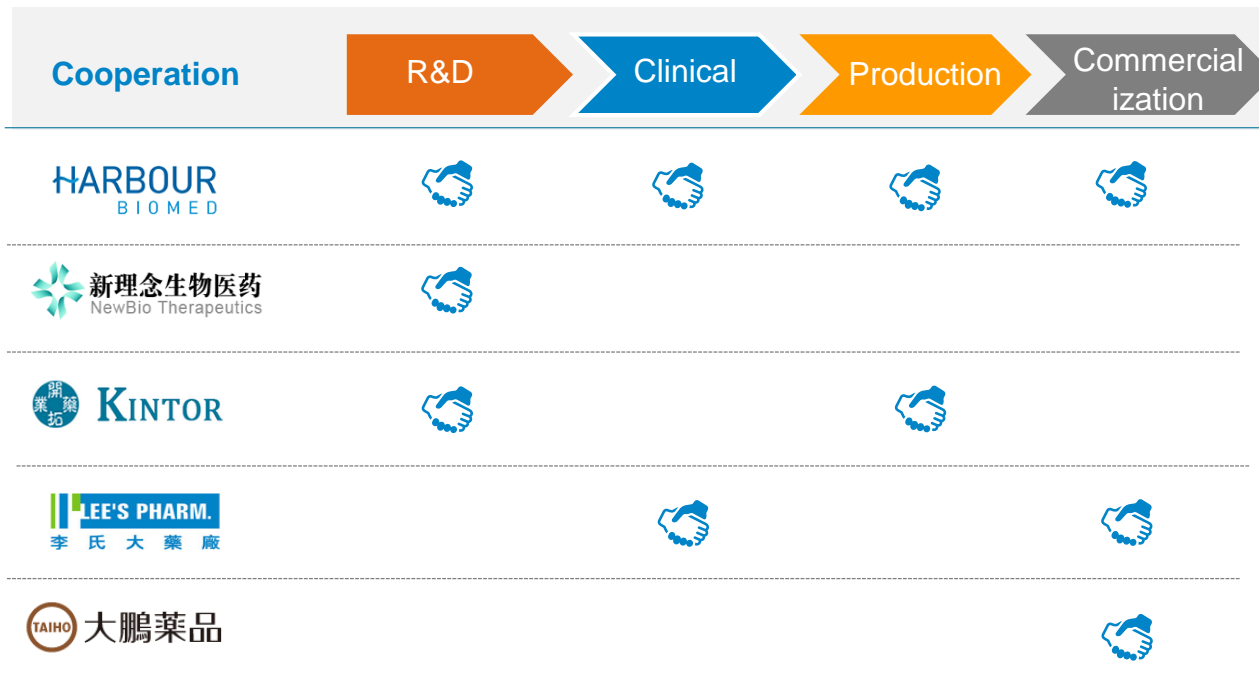 Cooperation
R&D
Clinical
Production
Commercial
ization
HARBOUR
BIOMED
新理念生物医药
NewBio Therapeutics
開
業 藥
拓
KINTOR
LEE'S PHARM.
李氏大藥廠
TAIHO 大鵬薬品